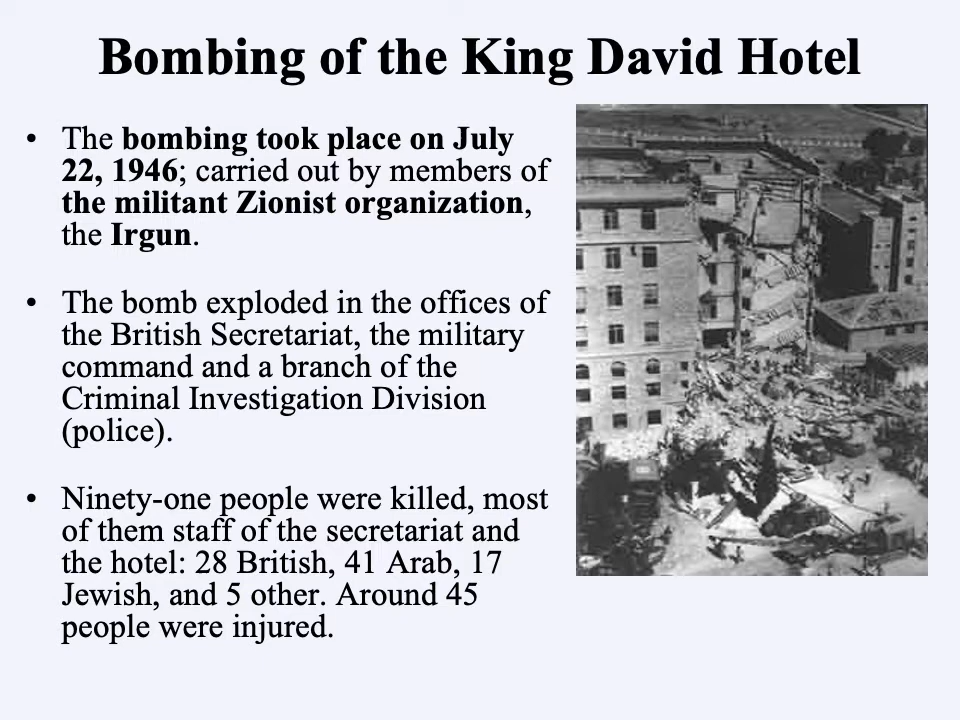 Bombing of the King David Hotel
• The bombing took place on July
22, 1946; carried out by members of
the militant Zionist organization,
the Irgun.
• The bomb exploded in the offices of
the British Secretariat, the military
command and a branch of the
Criminal Investigation Division
(police).
• Ninety-one people were killed, most
of them staff of the secretariat and
the hotel: 28 British, 41 Arab, 17
Jewish, and 5 other. Around 45
people were injured.